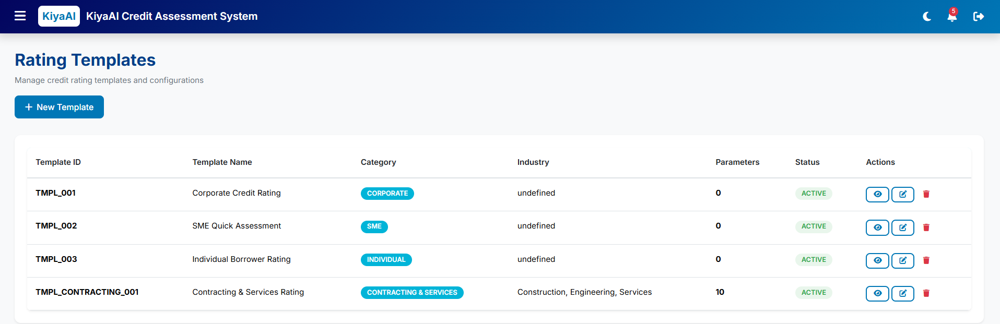 KiyaAI KiyaAI Credit Assessment System 5
Rating Templates
Manage credit rating templates and configurations
+ New Template
Template ID Template Name Category Industry Parameters Status Actions
TMPL_001 Corporate Credit Rating CORPORATE undefined 0 ACTIVE
TMPL_002 SME Quick Assessment SME undefined 0 ACTIVE
TMPL_003 Individual Borrower Rating INDIVIDUAL undefined 0 ACTIVE
TMPL_CONTRACTING_001 Contracting & Services Rating CONTRACTING & SERVICES Construction, Engineering, Services 10 ACTIVE